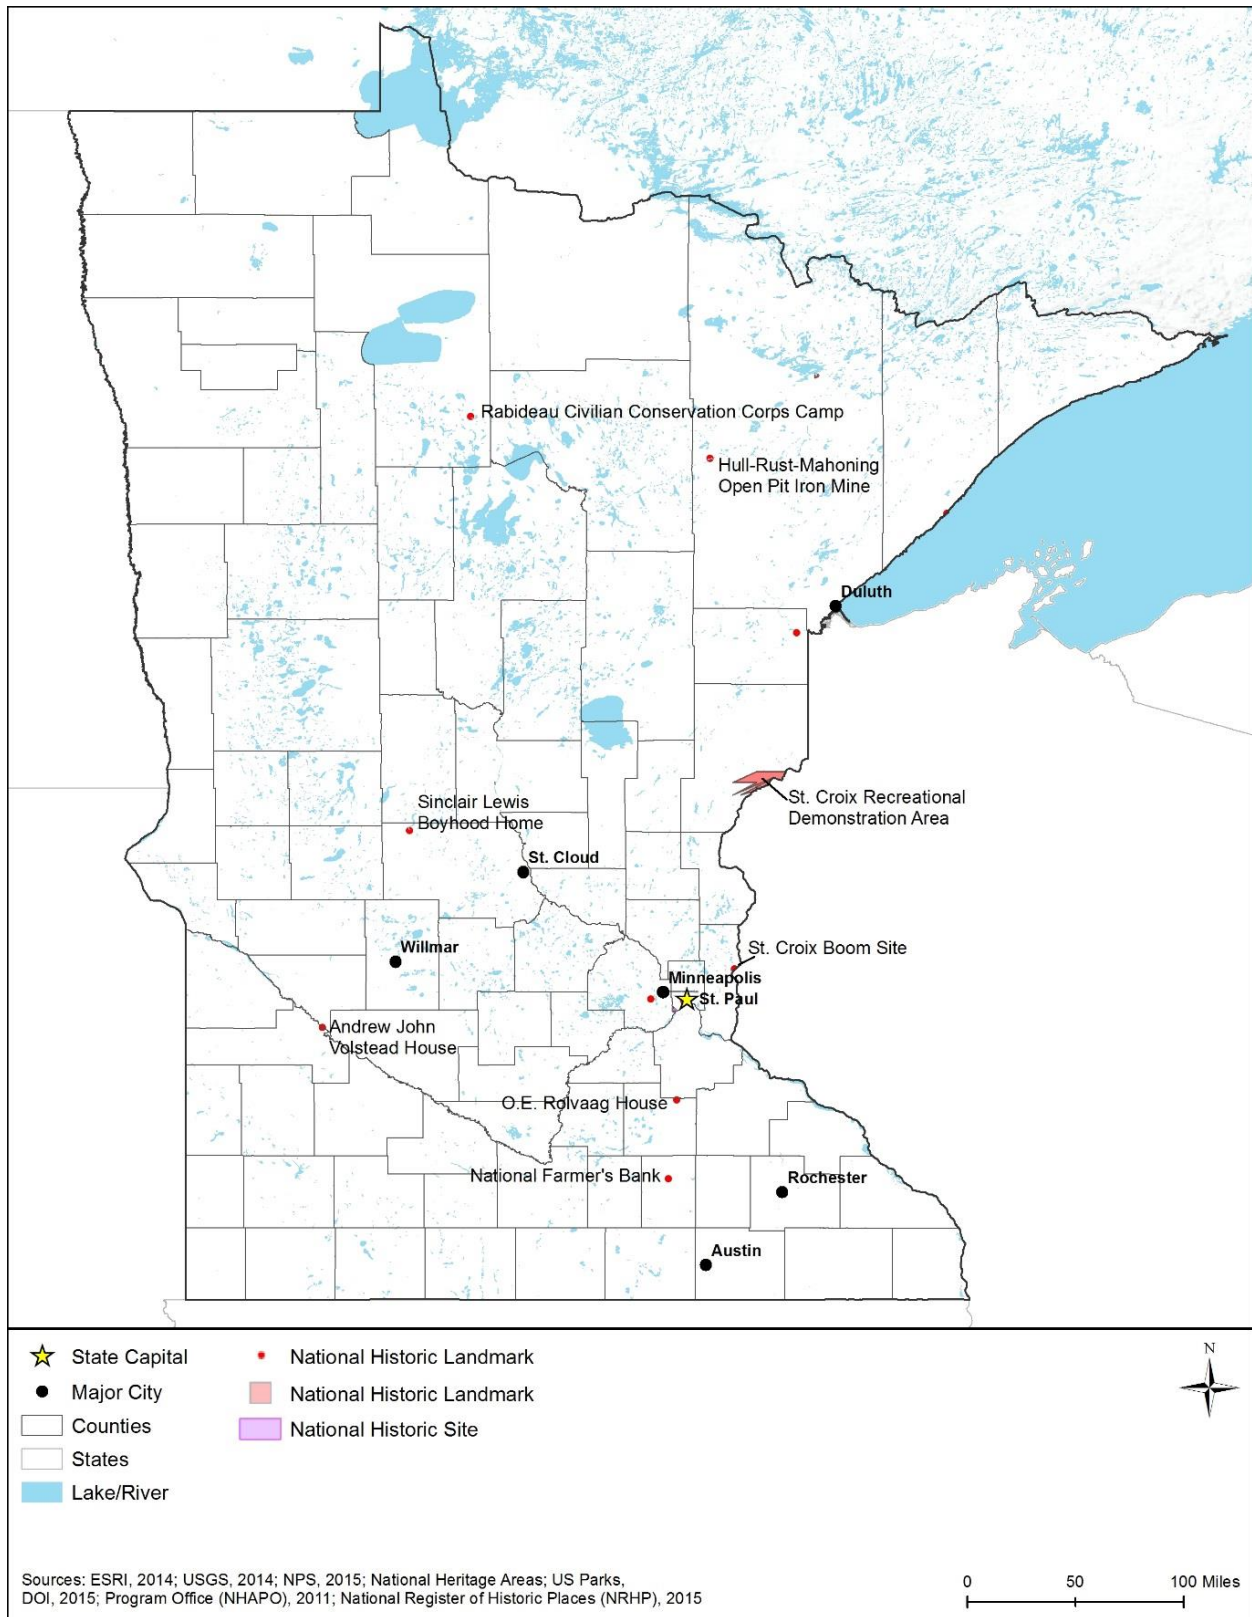 Rabideau Civilian Conservation Corps Camp
Hull-Rust-Mahoning
Open Pit Iron Mine
Duluth
St. Croix Recreational
Demonstration Area
Sinclair Lewis
Boyhood Home
St. Cloud
Willmar
St. Croix Boom Site
Minneapolis
St. Paul
Andrew John
Volstead House
O.E. Rolvaag House
National Farmer's Bank
Rochester
Austin
State Capital
Major City
Counties
States
Lake/River
National Historic Landmark
National Historic Landmark
National Historic Site
N
Sources: ESRI, 2014; USGS, 2014; NPS, 2015; National Heritage Areas; US Parks,
DOI, 2015; Program Office (NHAPO), 2011; National Register of Historic Places (NRHP), 2015
0 50 100 Miles